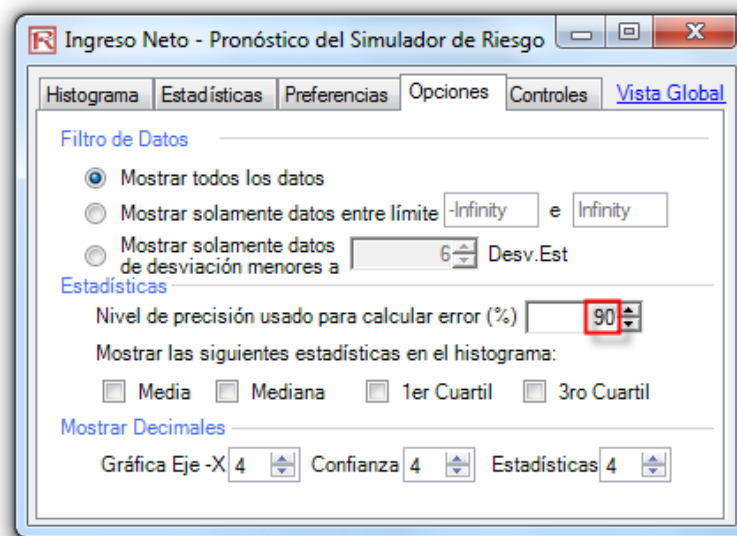 Ingreso Neto - Pronóstico del Simulador de Riesgo
Histograma Estadísticas Preferencias Opciones Controles Vista Global
Filtro de Datos
Mostrar todos los datos
Mostrar solamente datos entre límite -Infinity e Infinity
Mostrar solamente datos
de desviación menores a 6 Desv.Est
Estadísticas
Nivel de precisión usado para calcular error (%) 90
Mostrar las siguientes estadísticas en el histograma:
Media Mediana 1er Cuartil 3ro Cuartil
Mostrar Decimales
Gráfica Eje -X 4 Confianza 4 Estadísticas 4